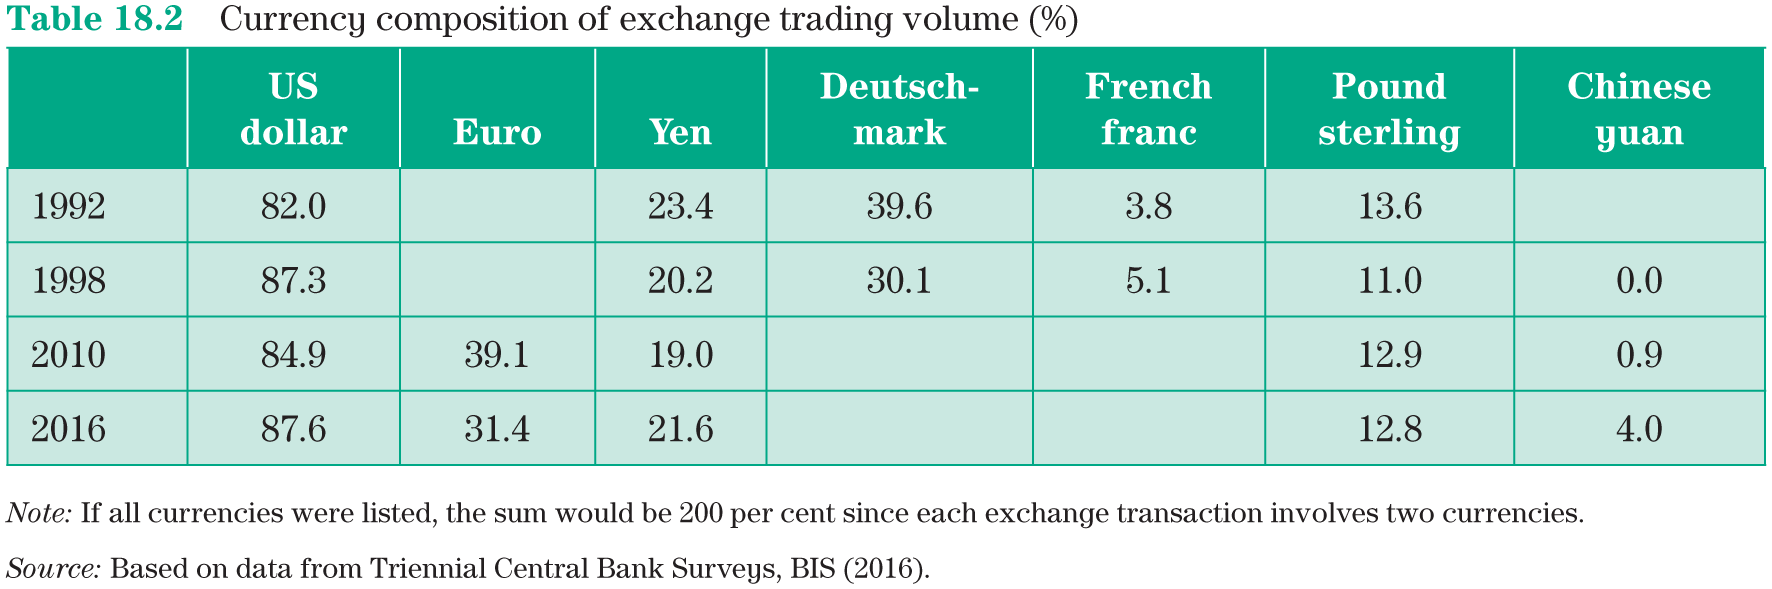 Table 18.2 Currency composition of exchange trading volume (%)
US dollar Euro Yen Deutsch-mark French franc Pound sterling Chinese yuan
1992 82.0 23.4 39.6 3.8 13.6
1998 87.3 20.2 30.1 5.1 11.0 0.0
2010 84.9 39.1 19.0 12.9 0.9
2016 87.6 31.4 21.6 12.8 4.0
Note: If all currencies were listed, the sum would be 200 per cent since each exchange transaction involves two currencies.
Source: Based on data from Triennial Central Bank Surveys, BIS (2016).